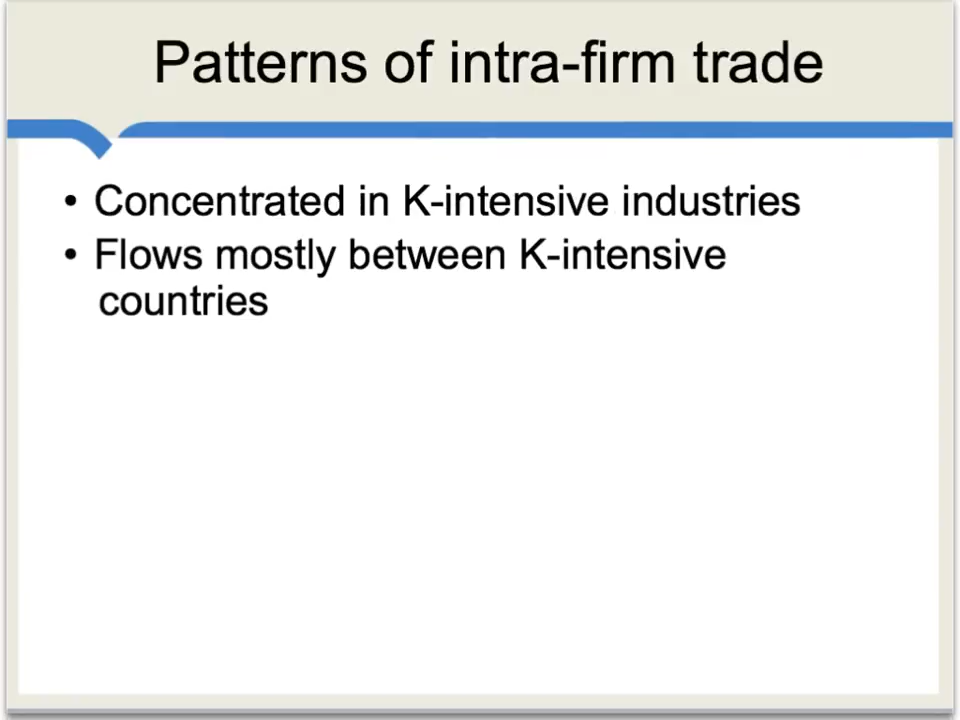 Patterns of intra-firm trade
• Concentrated in K-intensive industries
• Flows mostly between K-intensive
countries